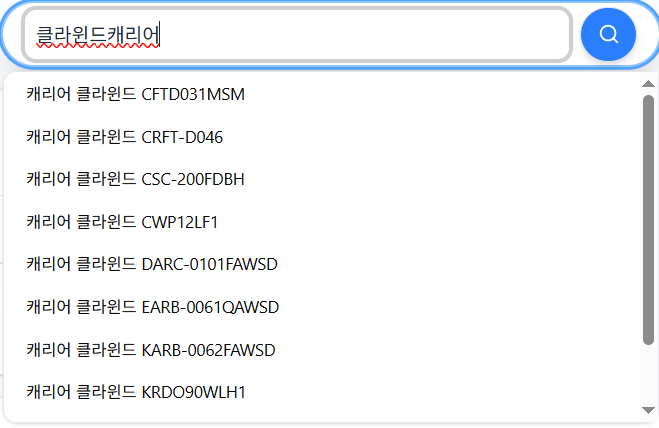 클라윈드캐리어
캐리어 클라윈드 CFTD031MSM
캐리어 클라윈드 CRFT-D046
캐리어 클라윈드 CSC-200FDBH
캐리어 클라윈드 CWP12LF1
캐리어 클라윈드 DARC-0101FAWSD
캐리어 클라윈드 EARB-0061QAWSD
캐리어 클라윈드 KARB-0062FAWSD
캐리어 클라윈드 KRDO90WLH1